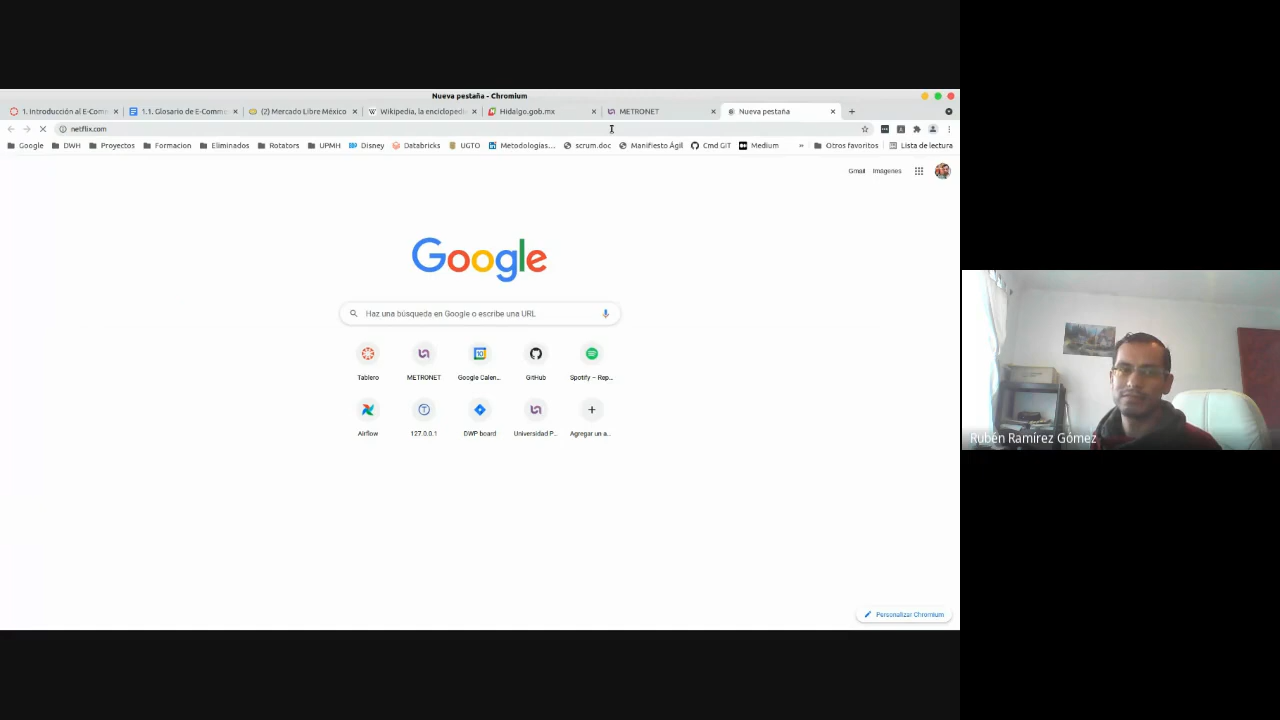 Nueva pestaña - Chromium
1. Introducción al E-Com
1.1. Glosario de E-Comme
(2) Mercado Libre México
Wikipedia, la enciclopedi
Hidalgo.gob.mx
METRONET
Nueva pestaña
netflix.com
Google
DWH
Proyectos
Formacion
Eliminados
Rotators
UPMH
Disney
Databricks
UGTO
Metodologias...
scrum.doc
Manifiesto Ágil
Cmd GIT
Medium
»
Otros favoritos
Lista de lectura
Gmail Imágenes
Google
Haz una búsqueda en Google o escribe una URL
Tablero
METRONET
Google Calen...
GitHub
Spotify – Rep...
Airflow
127.0.0.1
DWP board
Universidad P...
Agregar un a...
Personalizar Chromium
Rubén Ramírez Gómez